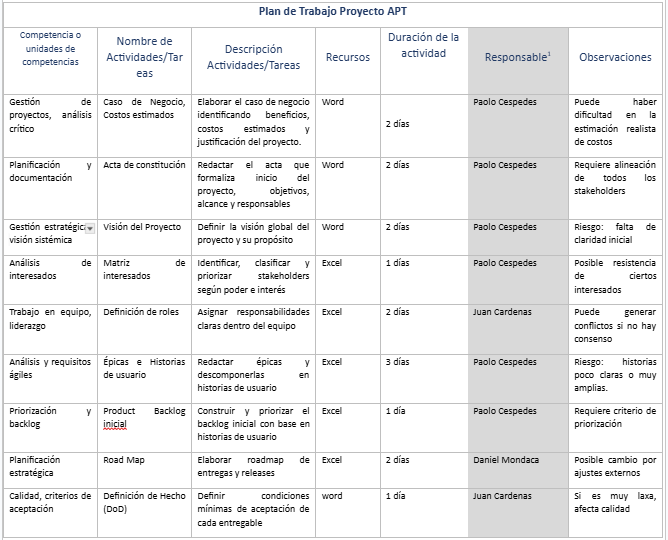 Plan de Trabajo Proyecto APT
Competencia o
unidades de
competencias
Nombre de
Actividades/Tar
eas
Descripción
Actividades/Tareas
Recursos
Duración de la
actividad
Responsable¹
Observaciones
Gestión de
proyectos, análisis
crítico
Caso de Negocio,
Costos estimados
Elaborar el caso de negocio
identificando beneficios,
costos estimados y
justificación del proyecto.
Word
2 días
Paolo Cespedes
Puede haber
dificultad en la
estimación realista
de costos
Planificación y
documentación
Acta de constitución
Redactar el acta que
formaliza inicio del
proyecto, objetivos,
alcance y responsables
Word
2 días
Paolo Cespedes
Requiere alineación
de todos los
stakeholders
Gestión estratégica
visión sistémica
Visión del Proyecto
Definir la visión global del
proyecto y su propósito
Word
2 días
Paolo Cespedes
Riesgo: falta de
claridad inicial
Análisis de
interesados
Matriz de
interesados
Identificar, clasificar y
priorizar stakeholders
según poder e interés
Excel
1 días
Paolo Cespedes
Posible resistencia
de ciertos
interesados
Trabajo en equipo,
liderazgo
Definición de roles
Asignar responsabilidades
claras dentro del equipo
Excel
2 días
Juan Cardenas
Puede generar
conflictos si no hay
consenso
Análisis y requisitos
ágiles
Épicas e Historias
de usuario
Redactar épicas y
descomponerlas en
historias de usuario
Excel
3 días
Paolo Cespedes
Riesgo: historias
poco claras o muy
amplias.
Priorización y
backlog
Product Backlog
inicial
Construir y priorizar el
backlog inicial con base en
historias de usuario
Excel
1 día
Paolo Cespedes
Requiere criterio de
priorización
Planificación
estratégica
Road Map
Elaborar roadmap de
entregas y releases
Excel
2 días
Daniel Mondaca
Posible cambio por
ajustes externos
Calidad, criterios de
aceptación
Definición de Hecho
(DoD)
Definir condiciones
mínimas de aceptación de
cada entregable
word
1 día
Juan Cardenas
Si es muy laxa,
afecta calidad